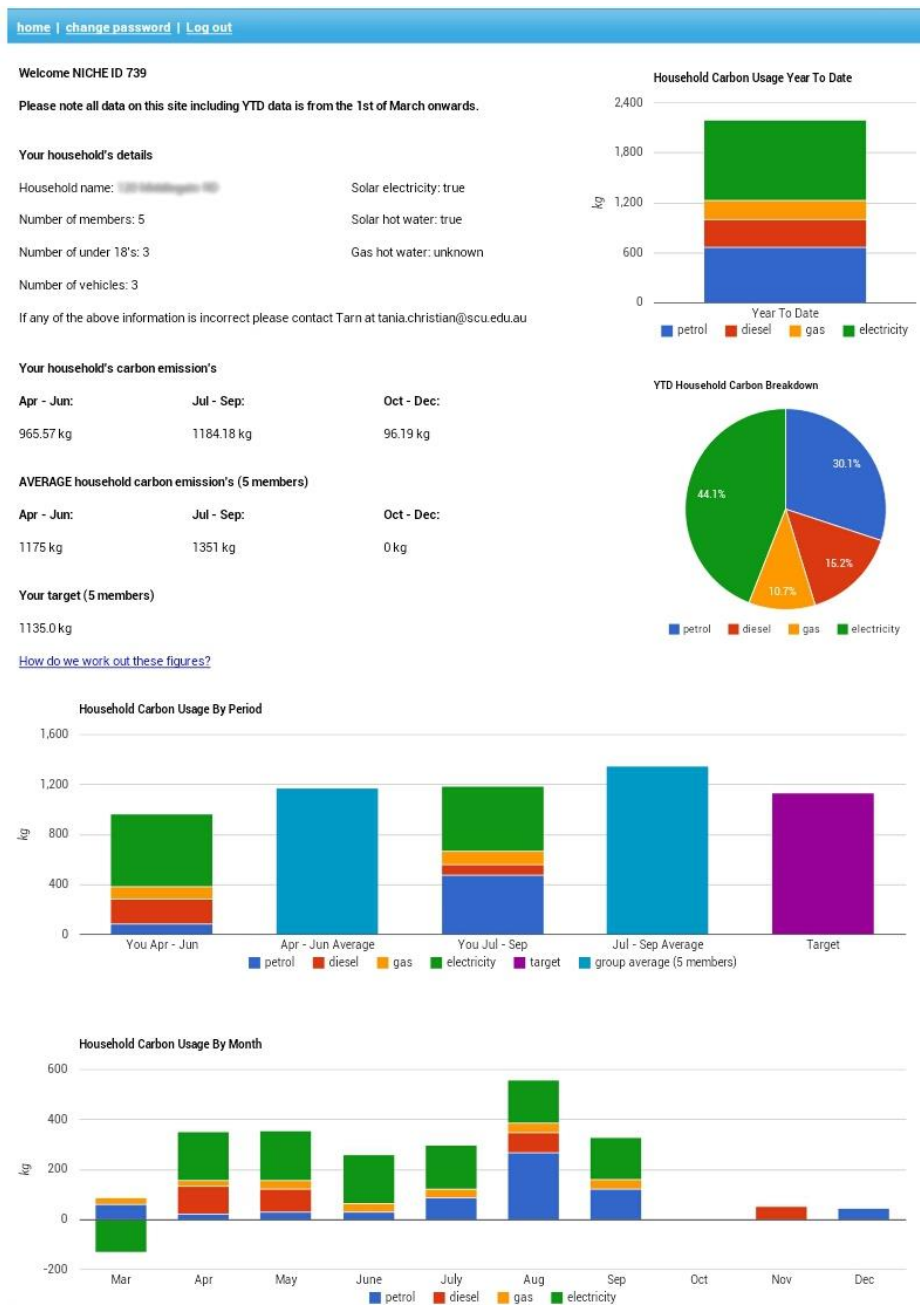 home | change password | Log out
Welcome NICHE ID 739
Please note all data on this site including YTD data is from the 1st of March onwards.
Your household's details
Household name:
Solar electricity: true
Number of members: 5
Solar hot water: true
Number of under 18's: 3
Gas hot water: unknown
Number of vehicles: 3
If any of the above information is incorrect please contact Tarn at tania.christian@scu.edu.au
Your household's carbon emission's
Apr - Jun: Jul - Sep: Oct - Dec:
965.57 kg 1184.18 kg 96.19 kg
AVERAGE household carbon emission's (5 members)
Apr - Jun: Jul - Sep: Oct - Dec:
1175 kg 1351 kg 0 kg
Your target (5 members)
1135.0 kg
How do we work out these figures?
Household Carbon Usage Year To Date
2,400
1,800
1,200
600
0
kg
Year To Date
petrol diesel gas electricity
YTD Household Carbon Breakdown
30.1%
44.1%
15.2%
10.7%
petrol diesel gas electricity
Household Carbon Usage By Period
1,600
1,200
800
400
0
kg
You Apr - Jun Apr - Jun Average You Jul - Sep Jul - Sep Average Target
petrol diesel gas electricity target group average (5 members)
Household Carbon Usage By Month
600
400
200
0
-200
kg
Mar Apr May June July Aug Sep Oct Nov Dec
petrol diesel gas electricity